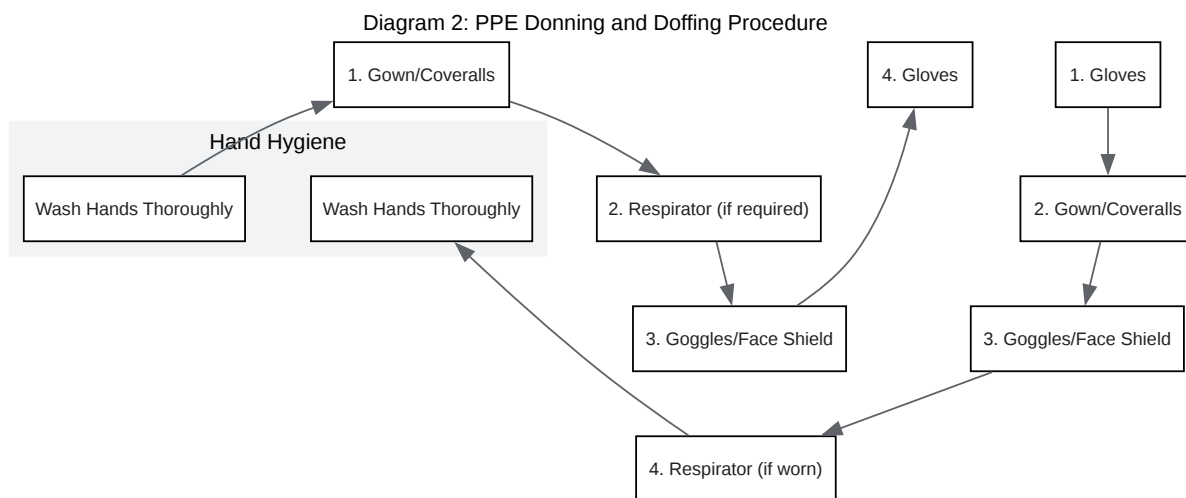 Diagram 2: PPE Donning and Doffing Procedure
1. Gown/Coveralls
4. Gloves
1. Gloves
Hand Hygiene
Wash Hands Thoroughly
Wash Hands Thoroughly
2. Respirator (if required)
2. Gown/Coveralls
3. Goggles/Face Shield
3. Goggles/Face Shield
4. Respirator (if worn)